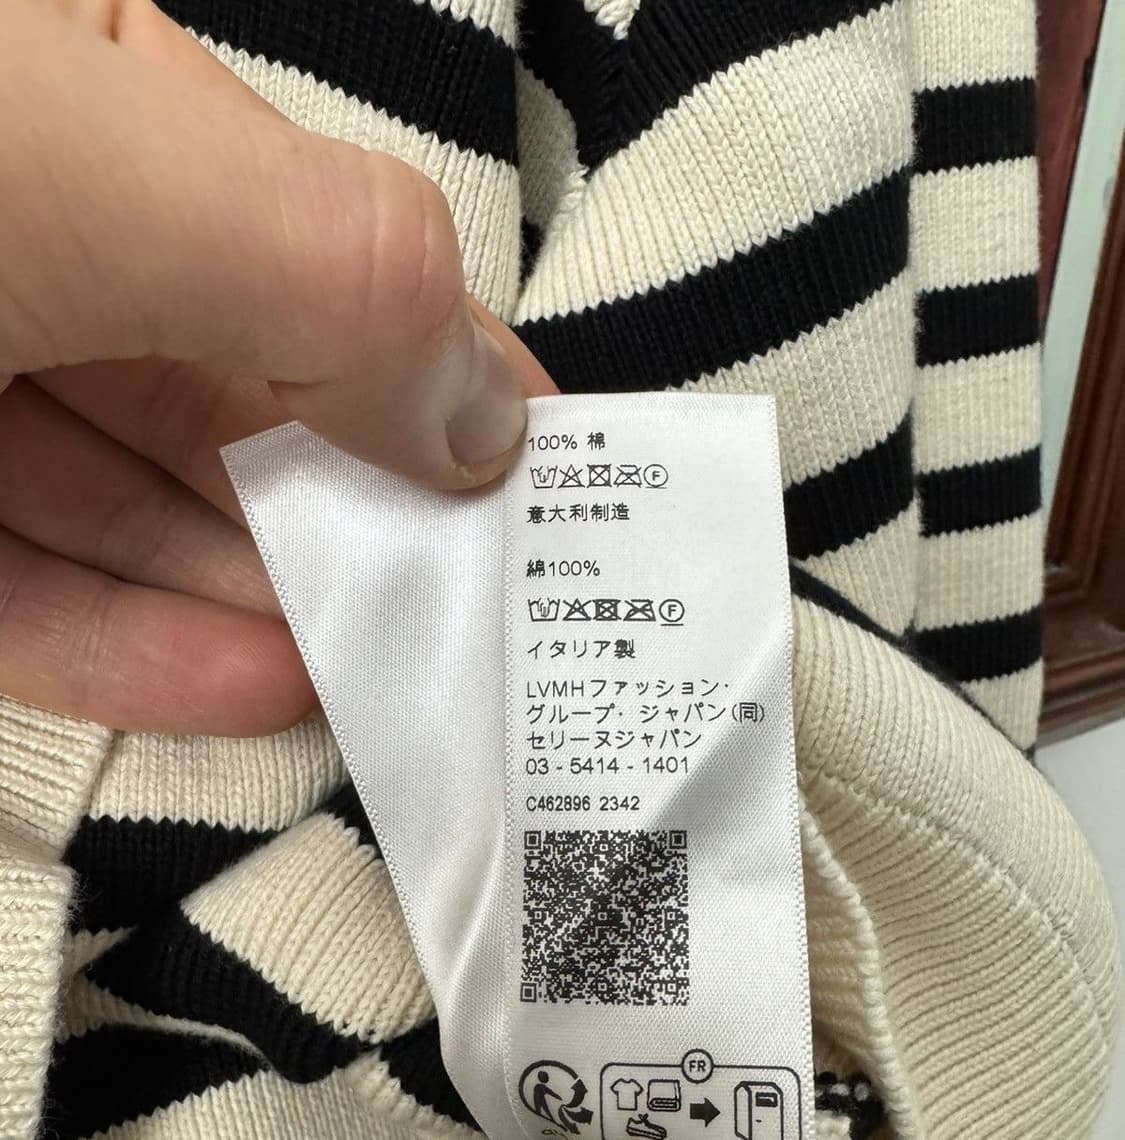 100% 棉
F
意大利制造
綿100%
F
イタリア製
LVMHファッション・
グループ・ジャパン(同)
セリーヌジャパン
03 - 5414 - 1401
C462896 2342
FR